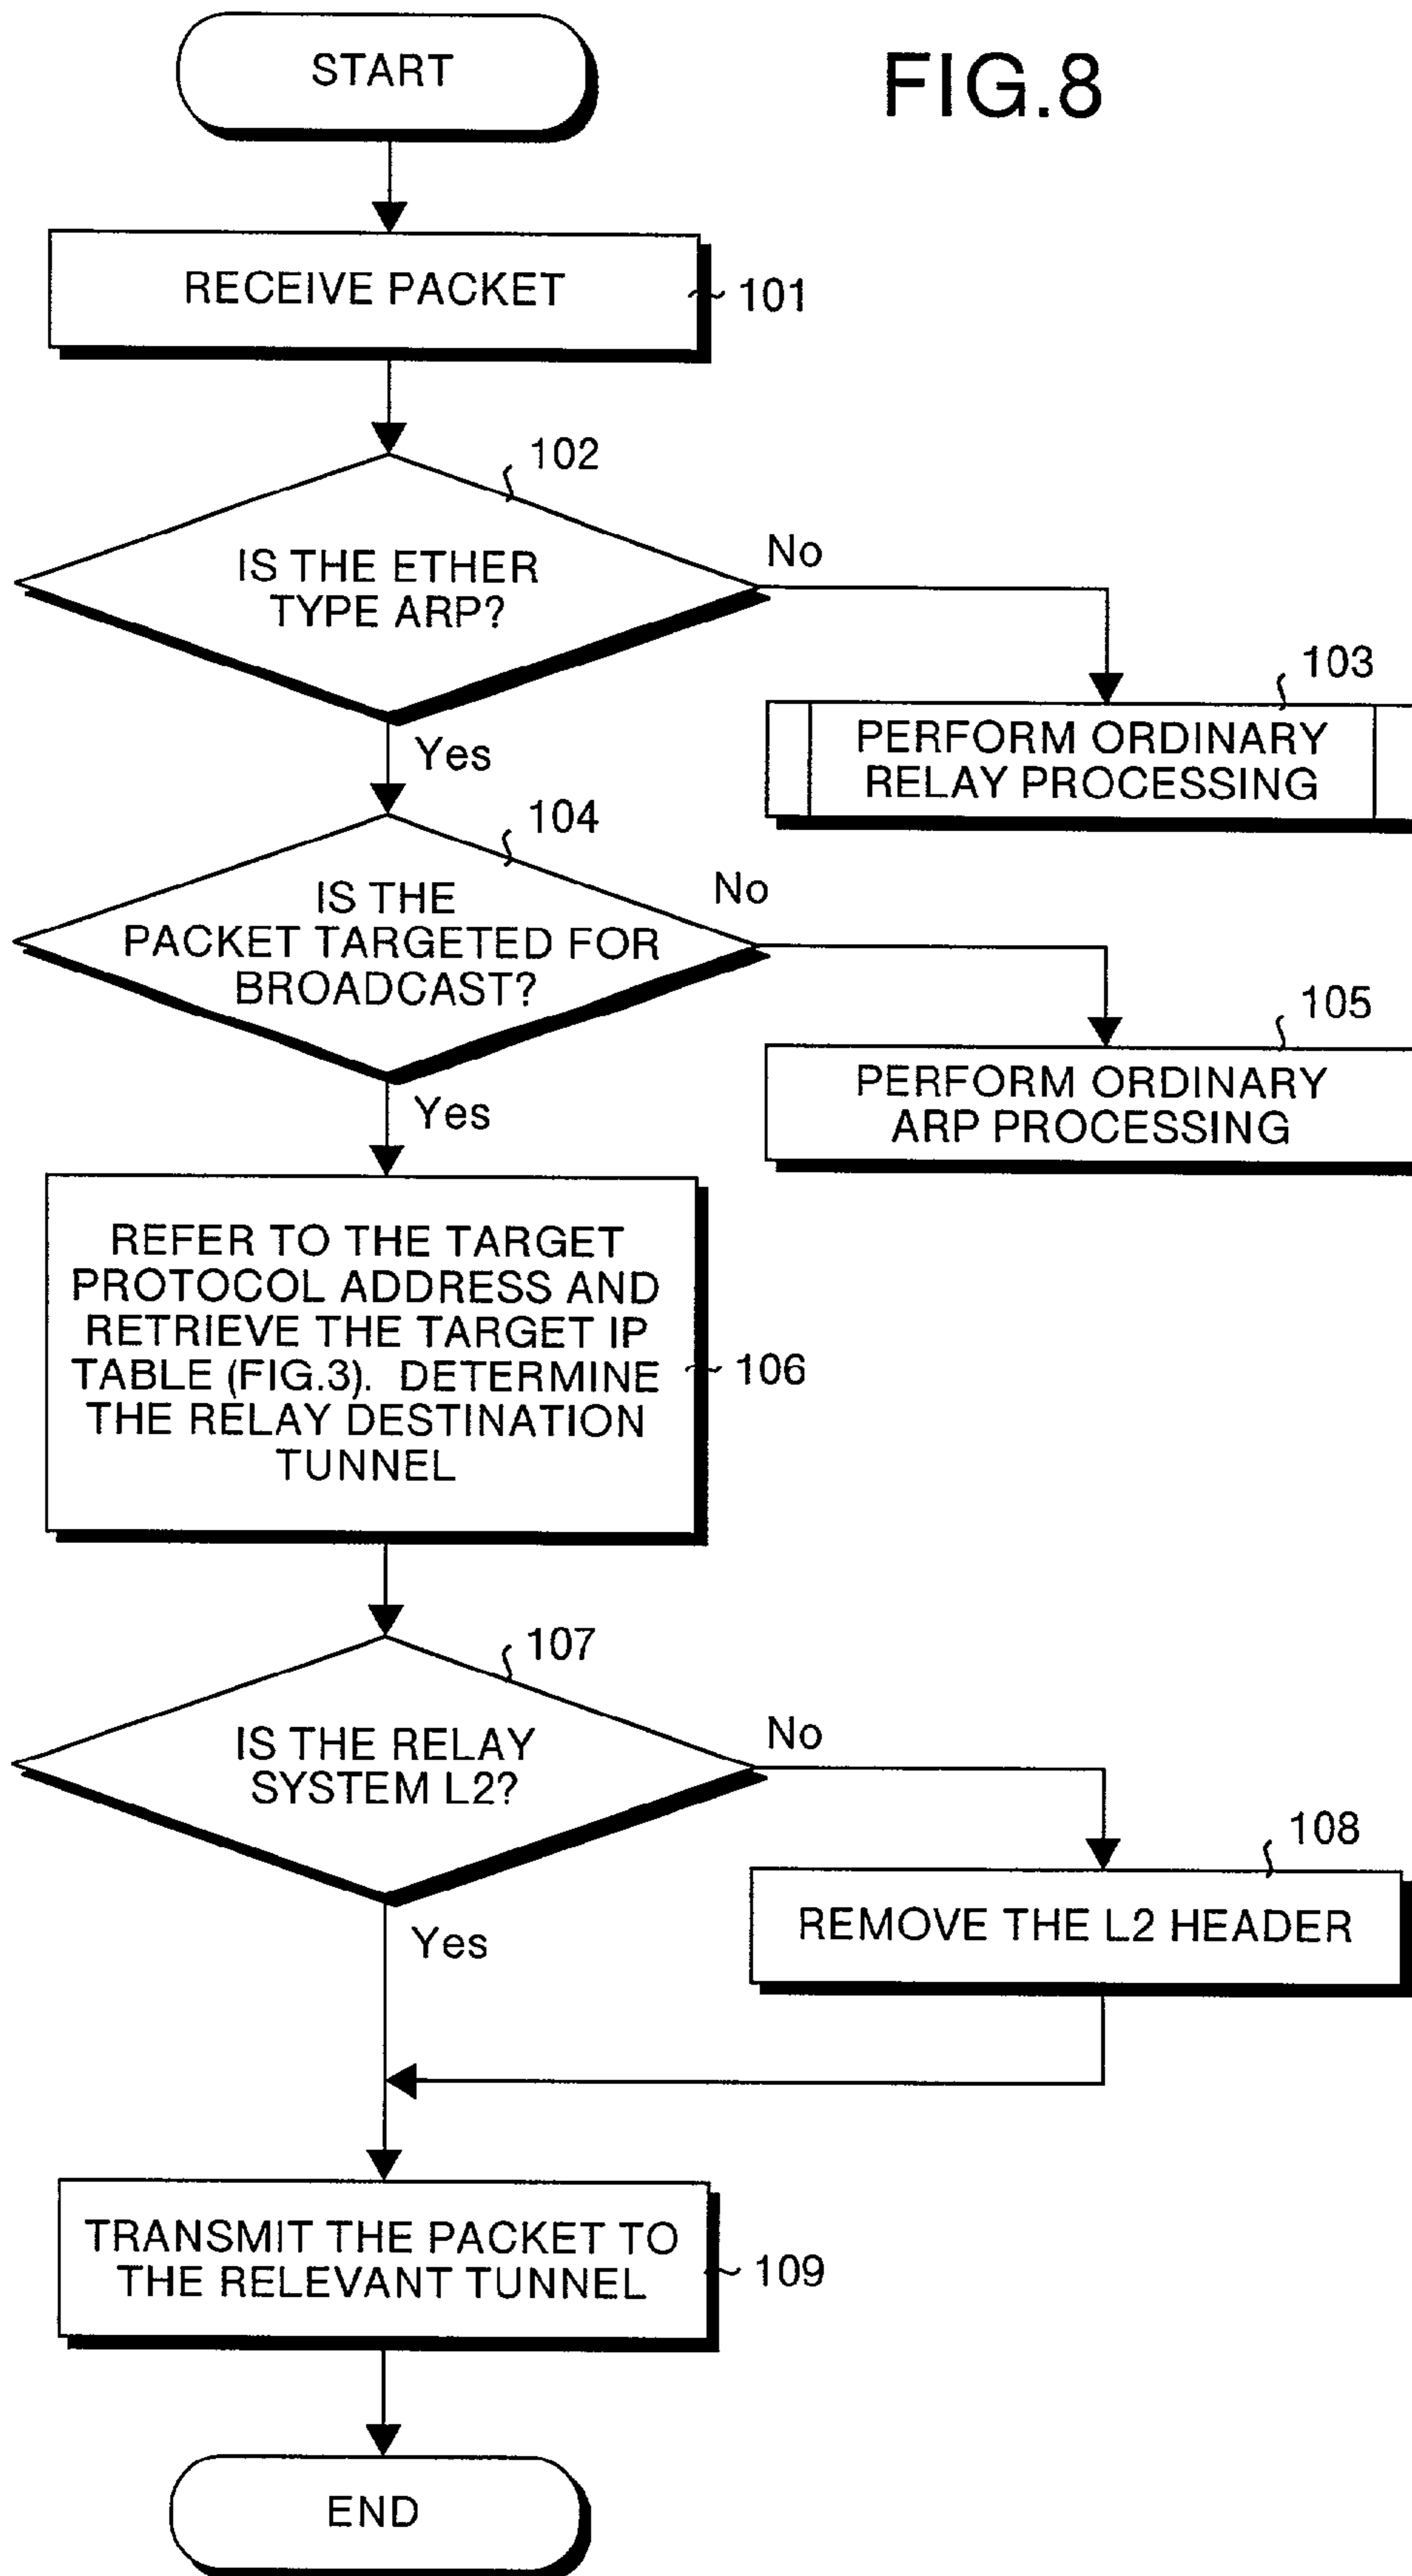 START
FIG.8
RECEIVE PACKET
101
102
IS THE ETHER
TYPE ARP?
No
Yes
103
PERFORM ORDINARY
RELAY PROCESSING
104
IS THE
PACKET TARGETED FOR
BROADCAST?
No
Yes
105
PERFORM ORDINARY
ARP PROCESSING
REFER TO THE TARGET
PROTOCOL ADDRESS AND
RETRIEVE THE TARGET IP
TABLE (FIG.3). DETERMINE
THE RELAY DESTINATION
TUNNEL
106
107
IS THE RELAY
SYSTEM L2?
No
Yes
108
REMOVE THE L2 HEADER
TRANSMIT THE PACKET TO
THE RELEVANT TUNNEL
109
END